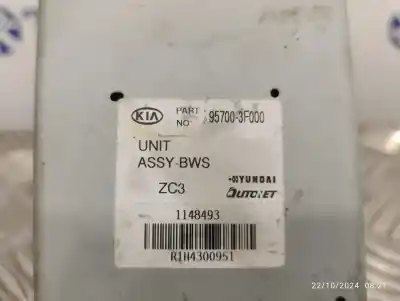 KIA PART NO 95700-3F000
UNIT
ASSY-BWS
ZC3
HYUNDAI
AUTONET
1148493
R1H4300951
22/10/2024 08:21